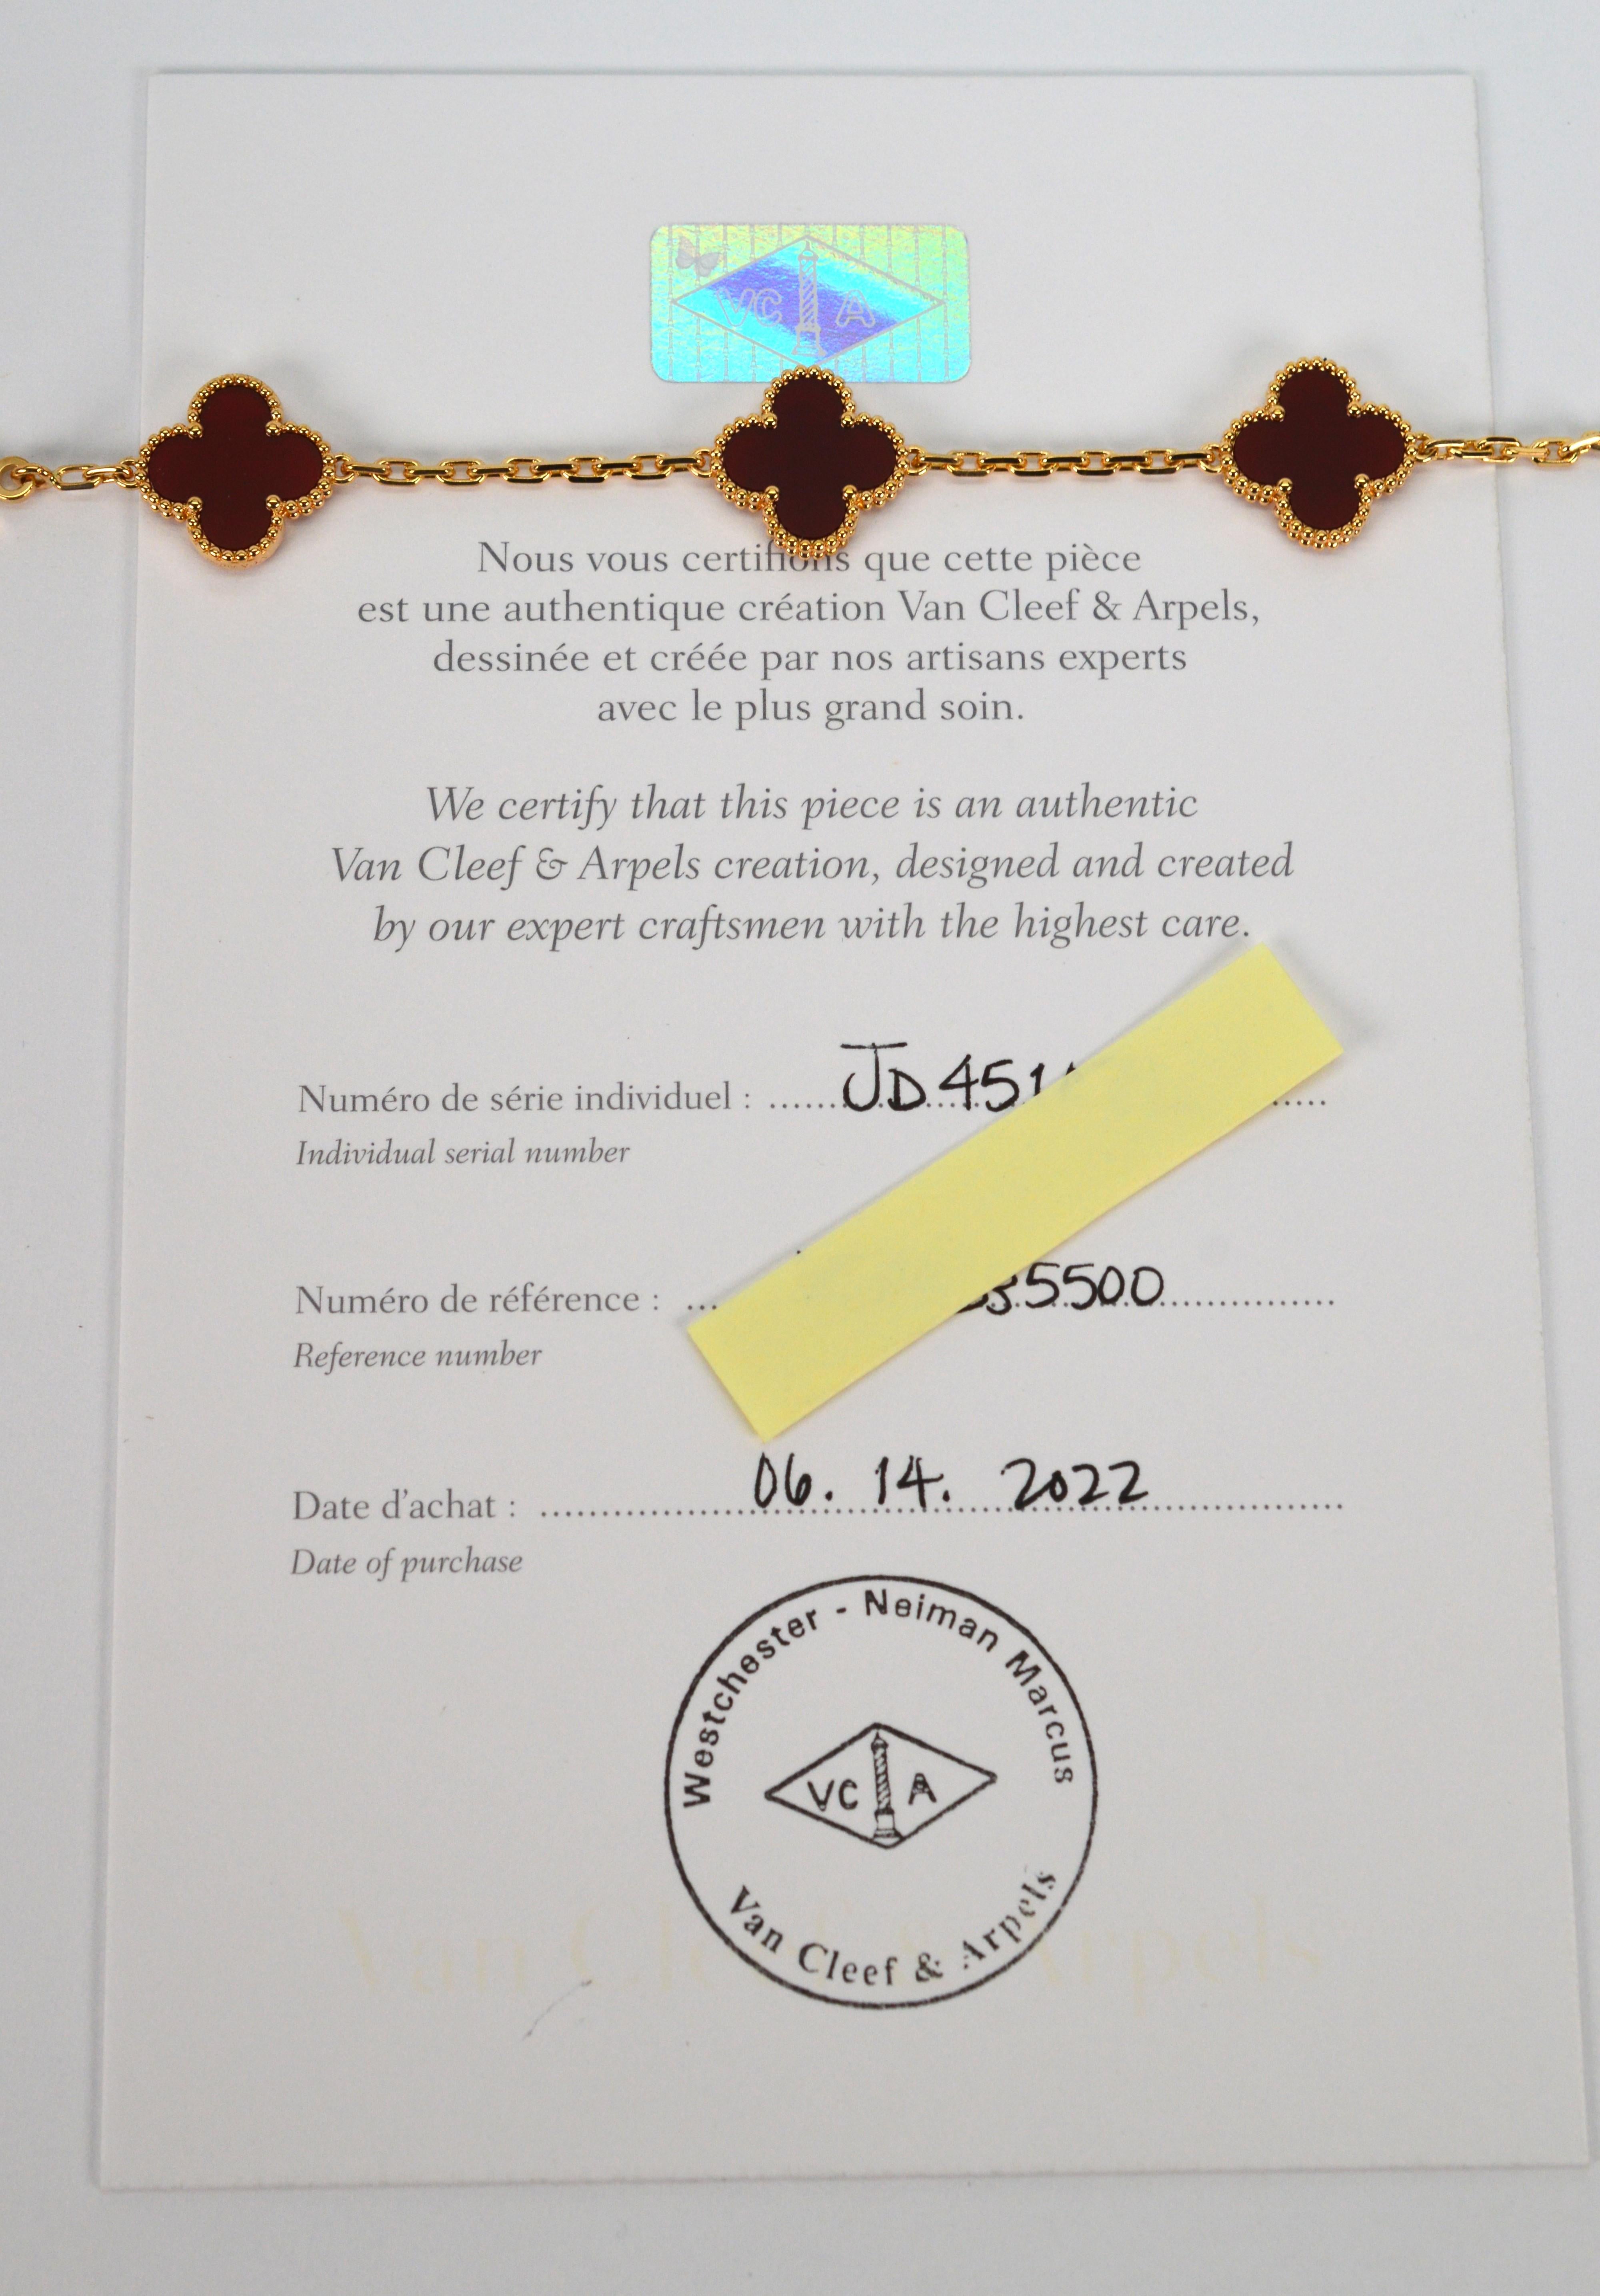 VC A
Nous vous certifions que cette pièce
est une authentique création Van Cleef & Arpels,
dessinée et créée par nos artisans experts
avec le plus grand soin.
We certify that this piece is an authentic
Van Cleef & Arpels creation, designed and created
by our expert craftsmen with the highest care.
Numéro de série individuel : JD451
Individual serial number
Numéro de référence : 35500
Reference number
Date d'achat : 06. 14. 2022
Date of purchase
Westchester - Neiman Marcus
VC A
Van Cleef & Arpels
Van Cleef & Arpels